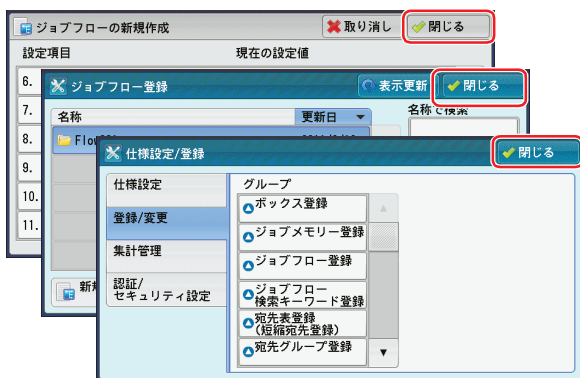 ジョブフローの新規作成
取り消し
閉じる
設定項目
現在の設定値
6.
7.
8.
9.
10.
11.
ジョブフロー登録
表示更新
閉じる
名称
更新日
名称で検索
仕様設定/登録
閉じる
仕様設定
登録/変更
集計管理
認証/
セキュリティ設定
グループ
ボックス登録
ジョブメモリー登録
ジョブフロー登録
ジョブフロー
検索キーワード登録
宛先表登録
(短縮宛先登録)
宛先グループ登録